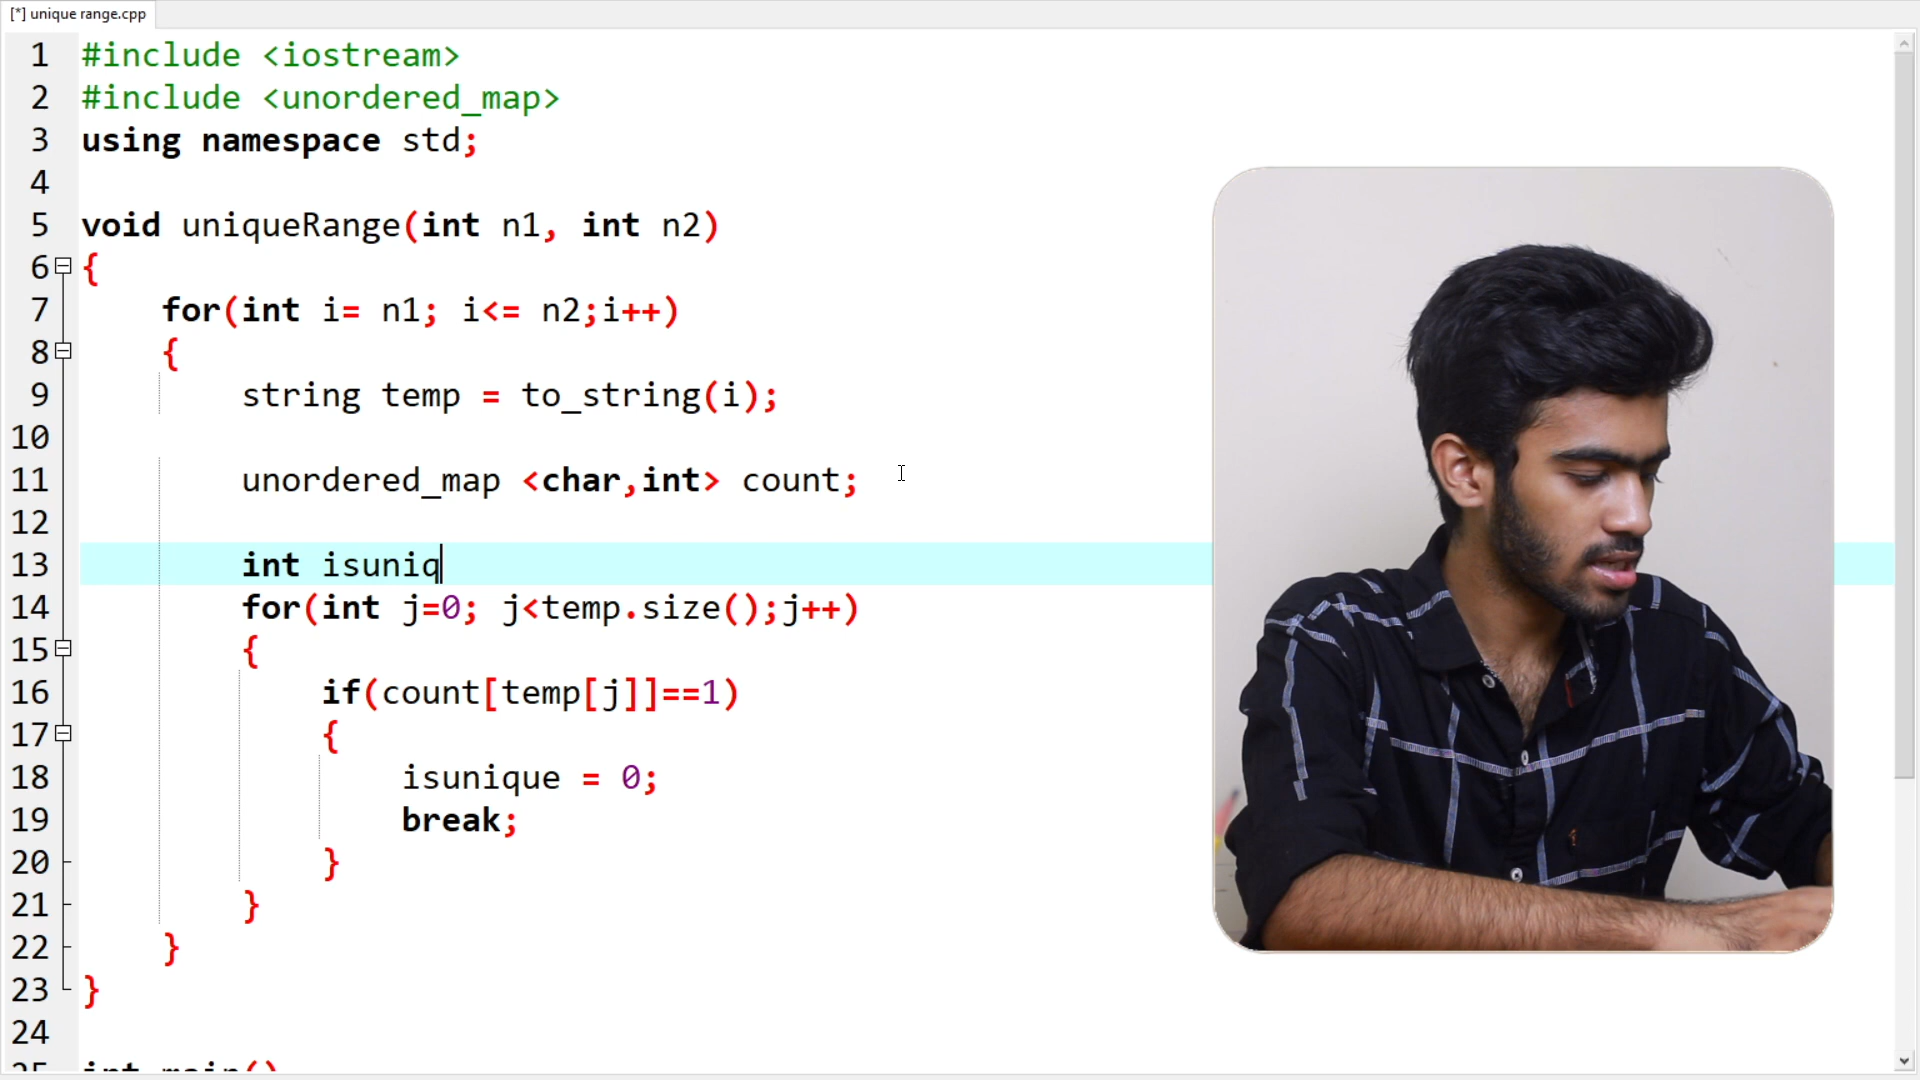 [*] unique range.cpp
1 #include <iostream>
2 #include <unordered_map>
3 using namespace std;
4
5 void uniqueRange(int n1, int n2)
6 {
7 for(int i= n1; i<= n2;i++)
8 {
9 string temp = to_string(i);
10
11 unordered_map <char,int> count;
12
13 int isuniq
14 for(int j=0; j<temp.size();j++)
15 {
16 if(count[temp[j]]==1)
17 {
18 isunique = 0;
19 break;
20 }
21 }
22 }
23 }
24
25 int main()